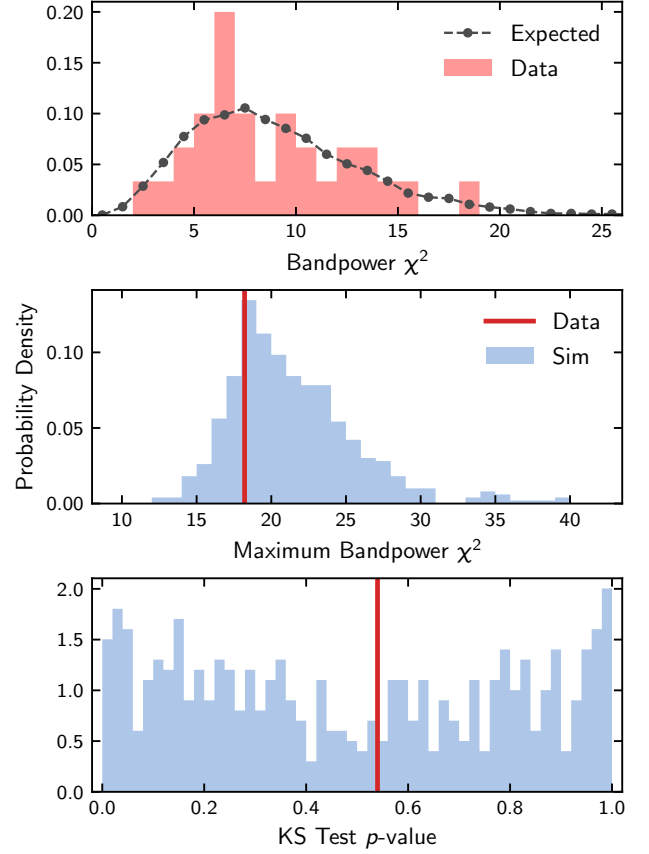 0.20
0.15
0.10
0.05
0.00
Expected
Data
0 5 10 15 20 25
Bandpower χ²
Probability Density
0.10
0.05
0.00
Data
Sim
10 15 20 25 30 35 40
Maximum Bandpower χ²
2.0
1.5
1.0
0.5
0.0
0.0 0.2 0.4 0.6 0.8 1.0
KS Test p-value